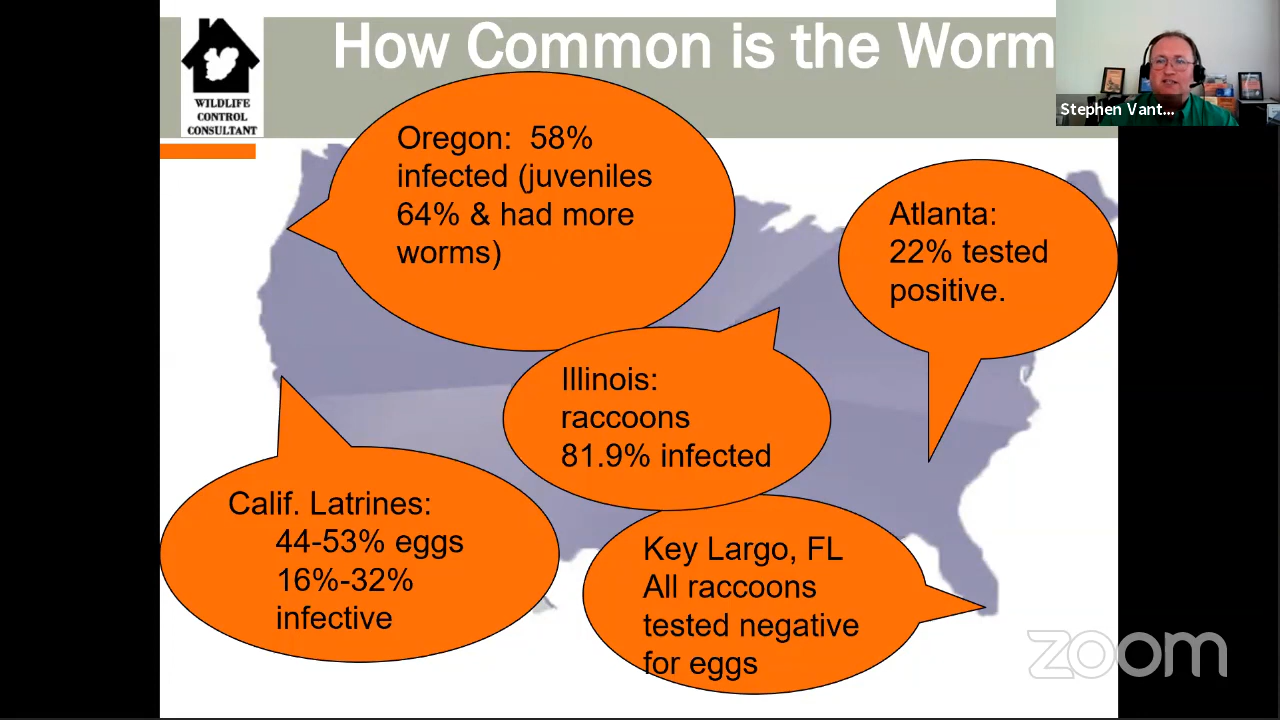 How Common is the Worm
WILDLIFE
CONTROL
CONSULTANT
Stephen Vant...
Oregon: 58%
infected (juveniles
64% & had more
worms)
Atlanta:
22% tested
positive.
Illinois:
raccoons
81.9% infected
Calif. Latrines:
44-53% eggs
16%-32%
infective
Key Largo, FL
All raccoons
tested negative
for eggs
zoom